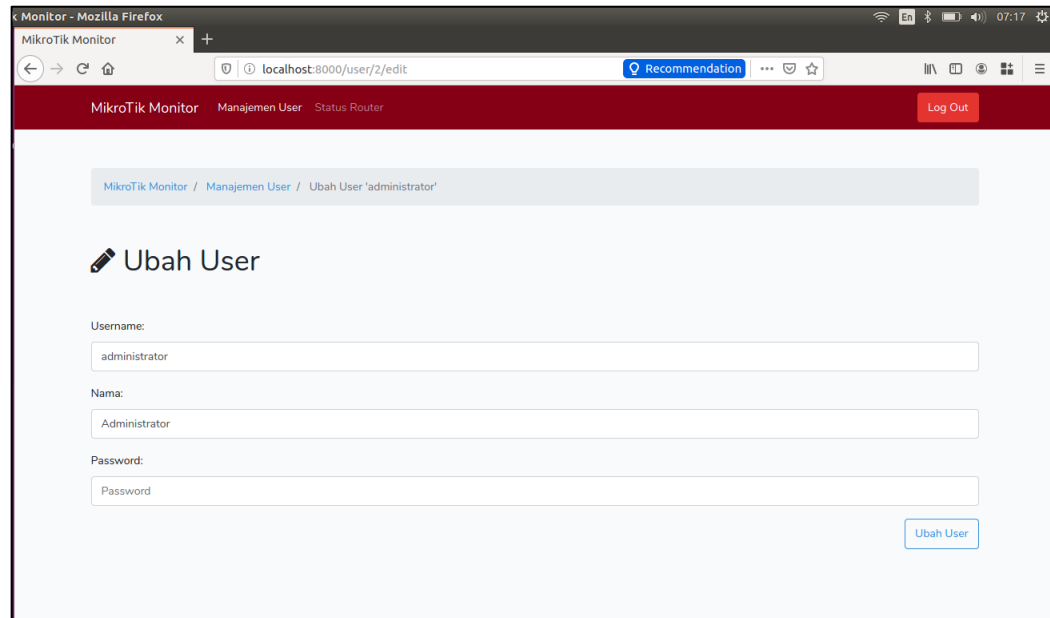 k Monitor - Mozilla Firefox En 07:17
MikroTik Monitor
localhost:8000/user/2/edit Recommendation
MikroTik Monitor Manajemen User Status Router Log Out
MikroTik Monitor / Manajemen User / Ubah User 'administrator'
Ubah User
Username:
administrator
Nama:
Administrator
Password:
Password
Ubah User